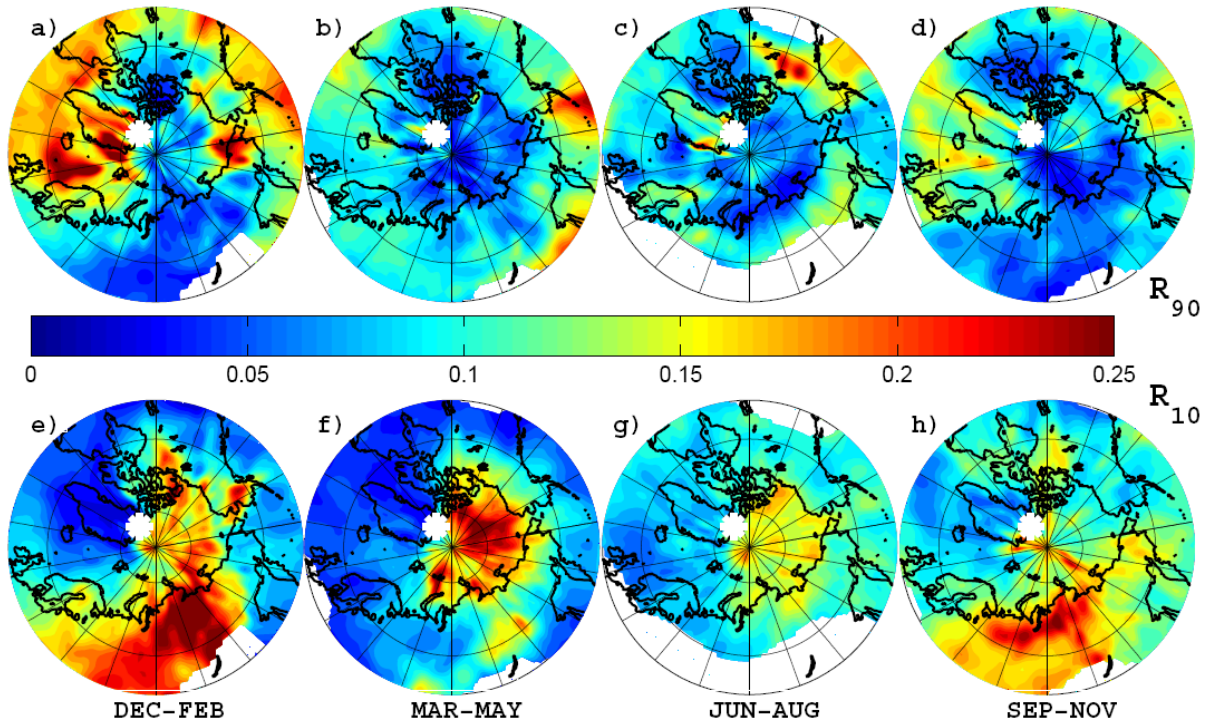 a) b) c) d)
R90
0 0.05 0.1 0.15 0.2 0.25
R10
e) f) g) h)
DEC-FEB MAR-MAY JUN-AUG SEP-NOV